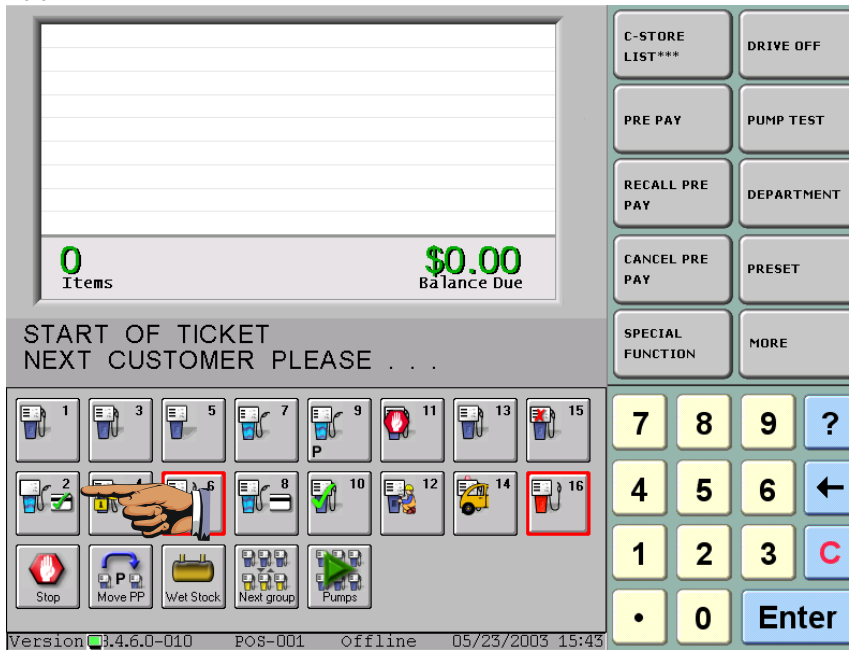 C-STORE
LIST***
DRIVE OFF
PRE PAY
PUMP TEST
RECALL PRE
PAY
DEPARTMENT
0
Items
$0.00
Balance Due
CANCEL PRE
PAY
PRESET
START OF TICKET
NEXT CUSTOMER PLEASE . . .
SPECIAL
FUNCTION
MORE
1
3
5
7
9
P
11
13
15
2
6
8
10
12
14
16
Stop
P
Move PP
Wet Stock
Next group
Pumps
7
8
9
?
4
5
6
←
1
2
3
C
•
0
Enter
Version 3.4.6.0-010 POS-001 Offline 05/23/2003 15:43